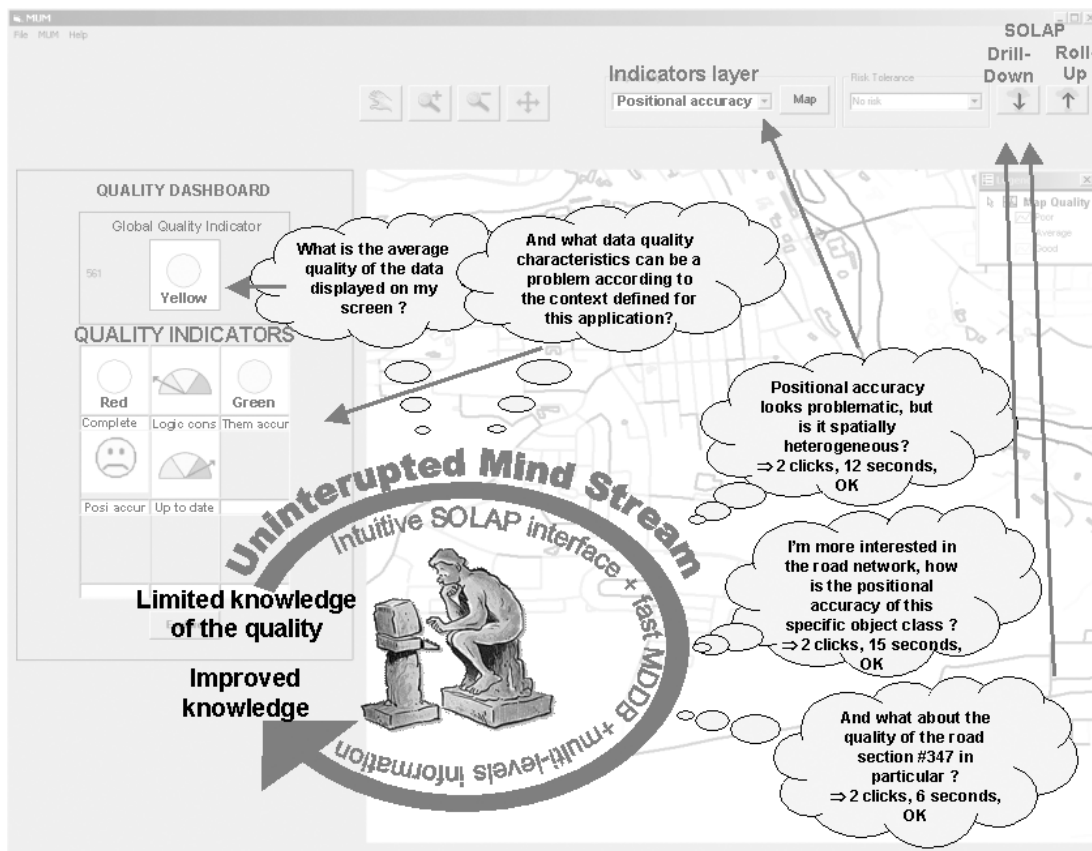 MUM
File MUM Help
SOLAP
Drill-
Down
Roll-
Up
Indicators layer
Positional accuracy
Map
Risk Tolerance
No risk
QUALITY DASHBOARD
Global Quality Indicator
561
Yellow
QUALITY INDICATORS
Red
Green
Complete Logic cons Them accur
Posi accur Up to date
Map Quality
Poor
Average
Good
What is the average
quality of the data
displayed on my
screen ?
And what data quality
characteristics can be a
problem according to
the context defined for
this application?
Positional accuracy
looks problematic, but
is it spatially
heterogeneous?
⇒ 2 clicks, 12 seconds,
OK
I'm more interested in
the road network, how
is the positional
accuracy of this
specific object class ?
⇒ 2 clicks, 15 seconds,
OK
And what about the
quality of the road
section #347 in
particular ?
⇒ 2 clicks, 6 seconds,
OK
Uninterupted Mind Stream
Intuitive SOLAP interface + fast MDDB +multi-levels information
Limited knowledge
of the quality
Improved
knowledge